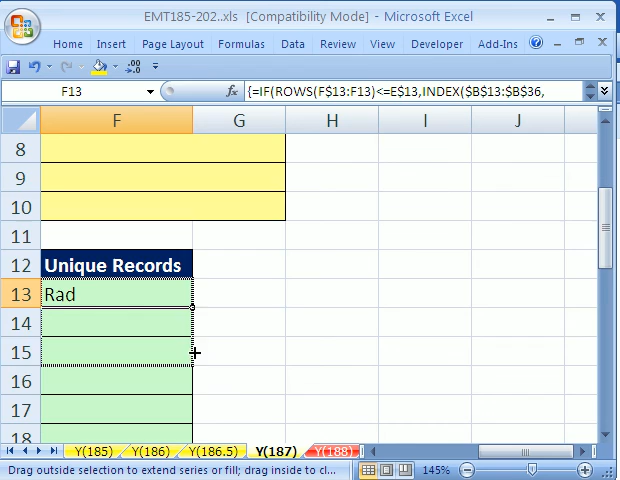 EMT185-202..xls [Compatibility Mode] - Microsoft Excel
Home Insert Page Layout Formulas Data Review View Developer Add-Ins
F13 fx {=IF(ROWS(F$13:F13)<=E$13,INDEX($B$13:$B$36,
F G H I J
8
9
10
11
12 Unique Records
13 Rad
14
15
16
17
18
Y(185) Y(186) Y(186.5) Y(187) Y(188)
Drag outside selection to extend series or fill; drag inside to cl... 145%